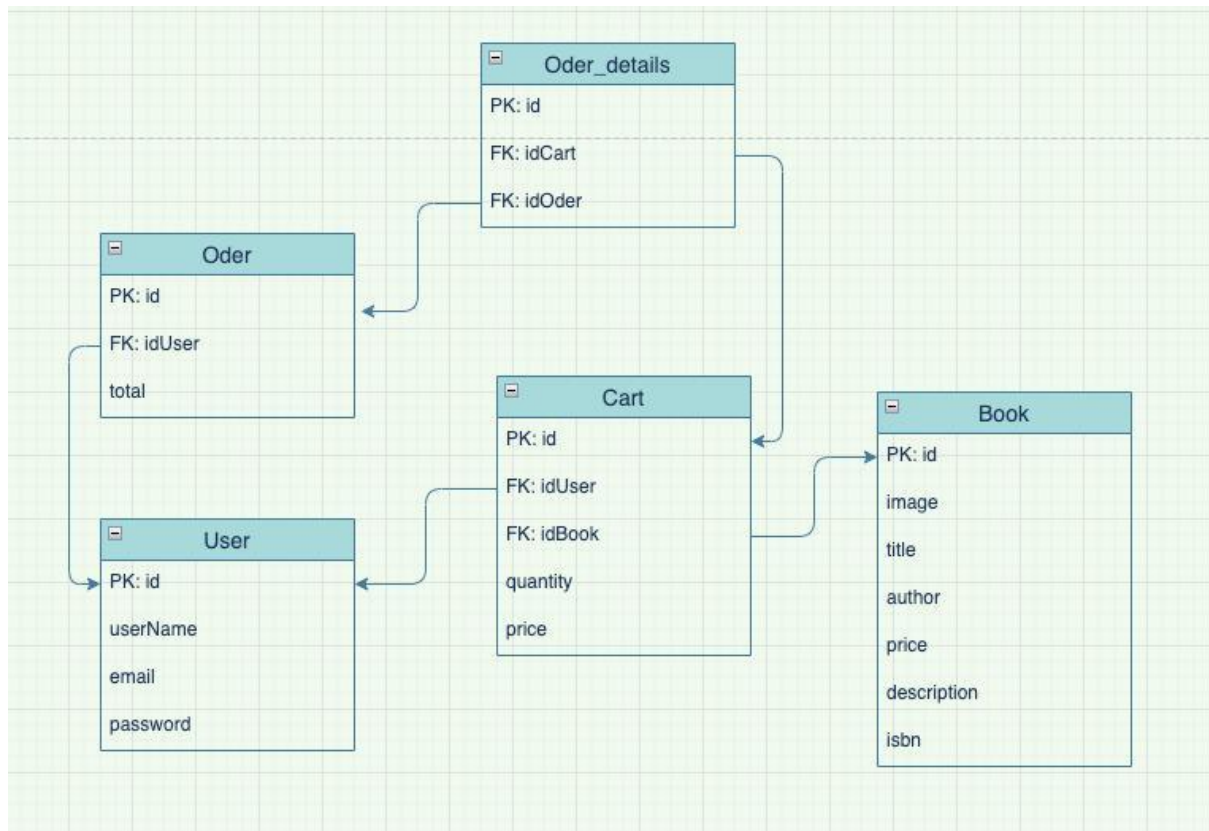 Oder_details
PK: id
FK: idCart
FK: idOder
Oder
PK: id
FK: idUser
total
Cart
PK: id
FK: idUser
FK: idBook
quantity
price
Book
PK: id
image
title
author
price
description
isbn
User
PK: id
userName
email
password